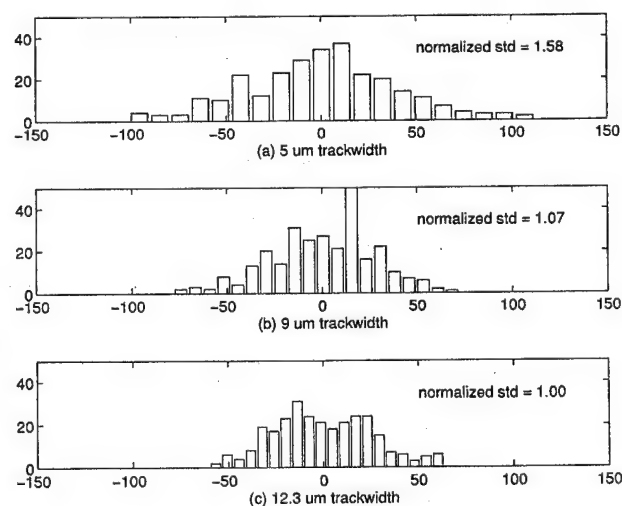 normalized std = 1.58
40
20
0
−150 −100 −50 0 50 100 150
(a) 5 um trackwidth
normalized std = 1.07
40
20
0
−150 −100 −50 0 50 100 150
(b) 9 um trackwidth
normalized std = 1.00
40
20
0
−150 −100 −50 0 50 100 150
(c) 12.3 um trackwidth